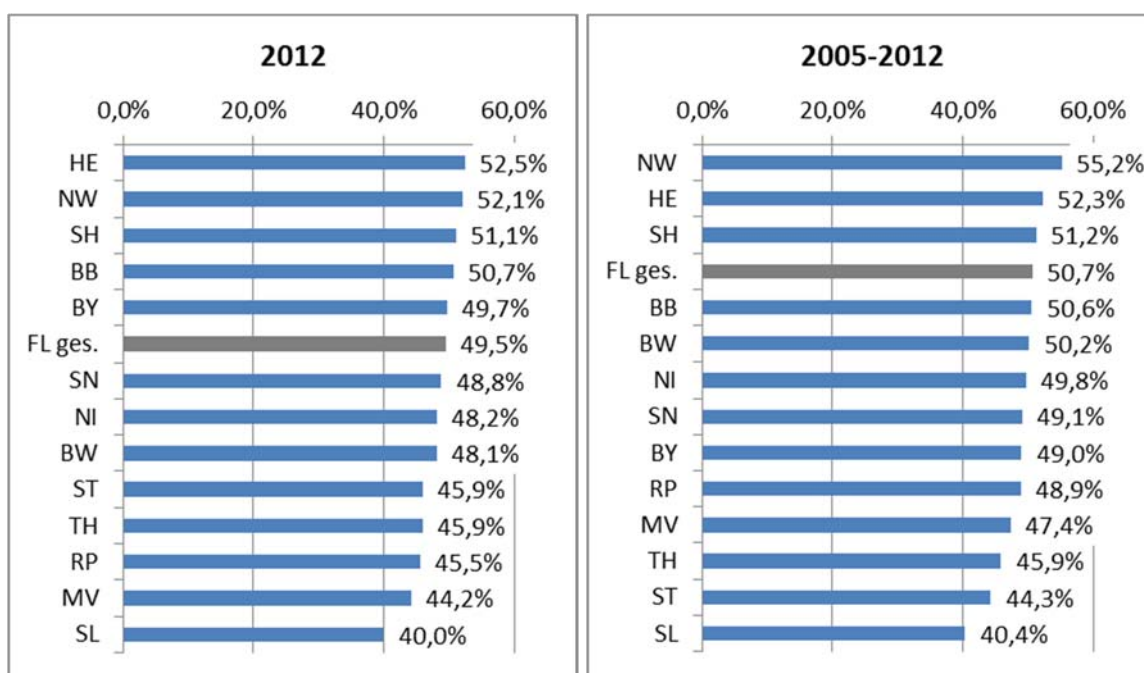 2012
0,0% 20,0% 40,0% 60,0%
HE 52,5%
NW 52,1%
SH 51,1%
BB 50,7%
BY 49,7%
FL ges. 49,5%
SN 48,8%
NI 48,2%
BW 48,1%
ST 45,9%
TH 45,9%
RP 45,5%
MV 44,2%
SL 40,0%
2005-2012
0,0% 20,0% 40,0% 60,0%
NW 55,2%
HE 52,3%
SH 51,2%
FL ges. 50,7%
BB 50,6%
BW 50,2%
NI 49,8%
SN 49,1%
BY 49,0%
RP 48,9%
MV 47,4%
TH 45,9%
ST 44,3%
SL 40,4%